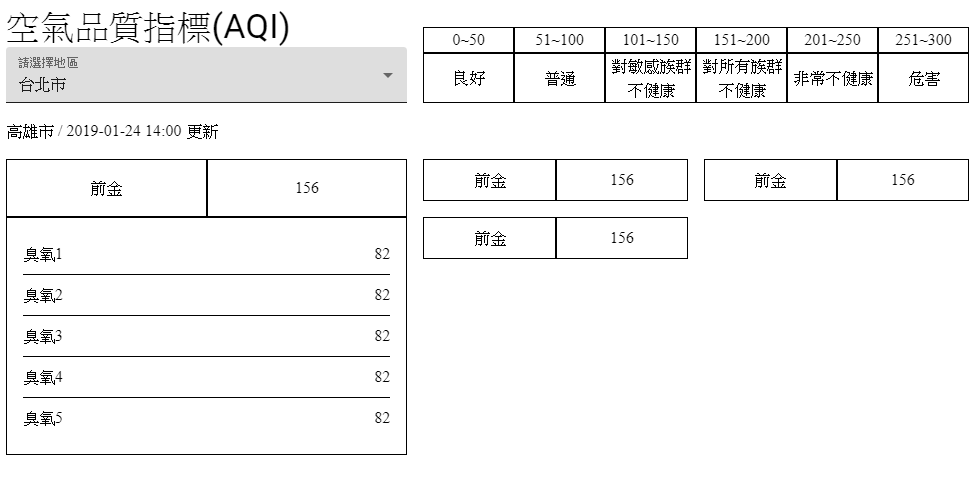 空氣品質指標(AQI)
請選擇地區
台北市
0~50 51~100 101~150 151~200 201~250 251~300
良好 普通 對敏感族群不健康 對所有族群不健康 非常不健康 危害
高雄市 / 2019-01-24 14:00 更新
前金 156
臭氧1 82
臭氧2 82
臭氧3 82
臭氧4 82
臭氧5 82
前金 156
前金 156
前金 156